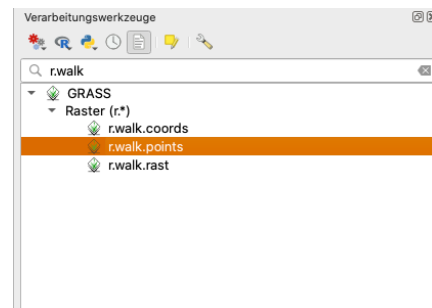 Verarbeitungswerkzeuge
r.walk
GRASS
Raster (r.*)
r.walk.coords
r.walk.points
r.walk.rast